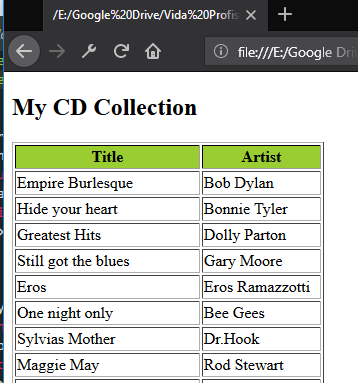 /E:/Google%20Drive/Vida%20Profis
file:///E:/Google Dri
My CD Collection
Title Artist
Empire Burlesque Bob Dylan
Hide your heart Bonnie Tyler
Greatest Hits Dolly Parton
Still got the blues Gary Moore
Eros Eros Ramazzotti
One night only Bee Gees
Sylvias Mother Dr.Hook
Maggie May Rod Stewart